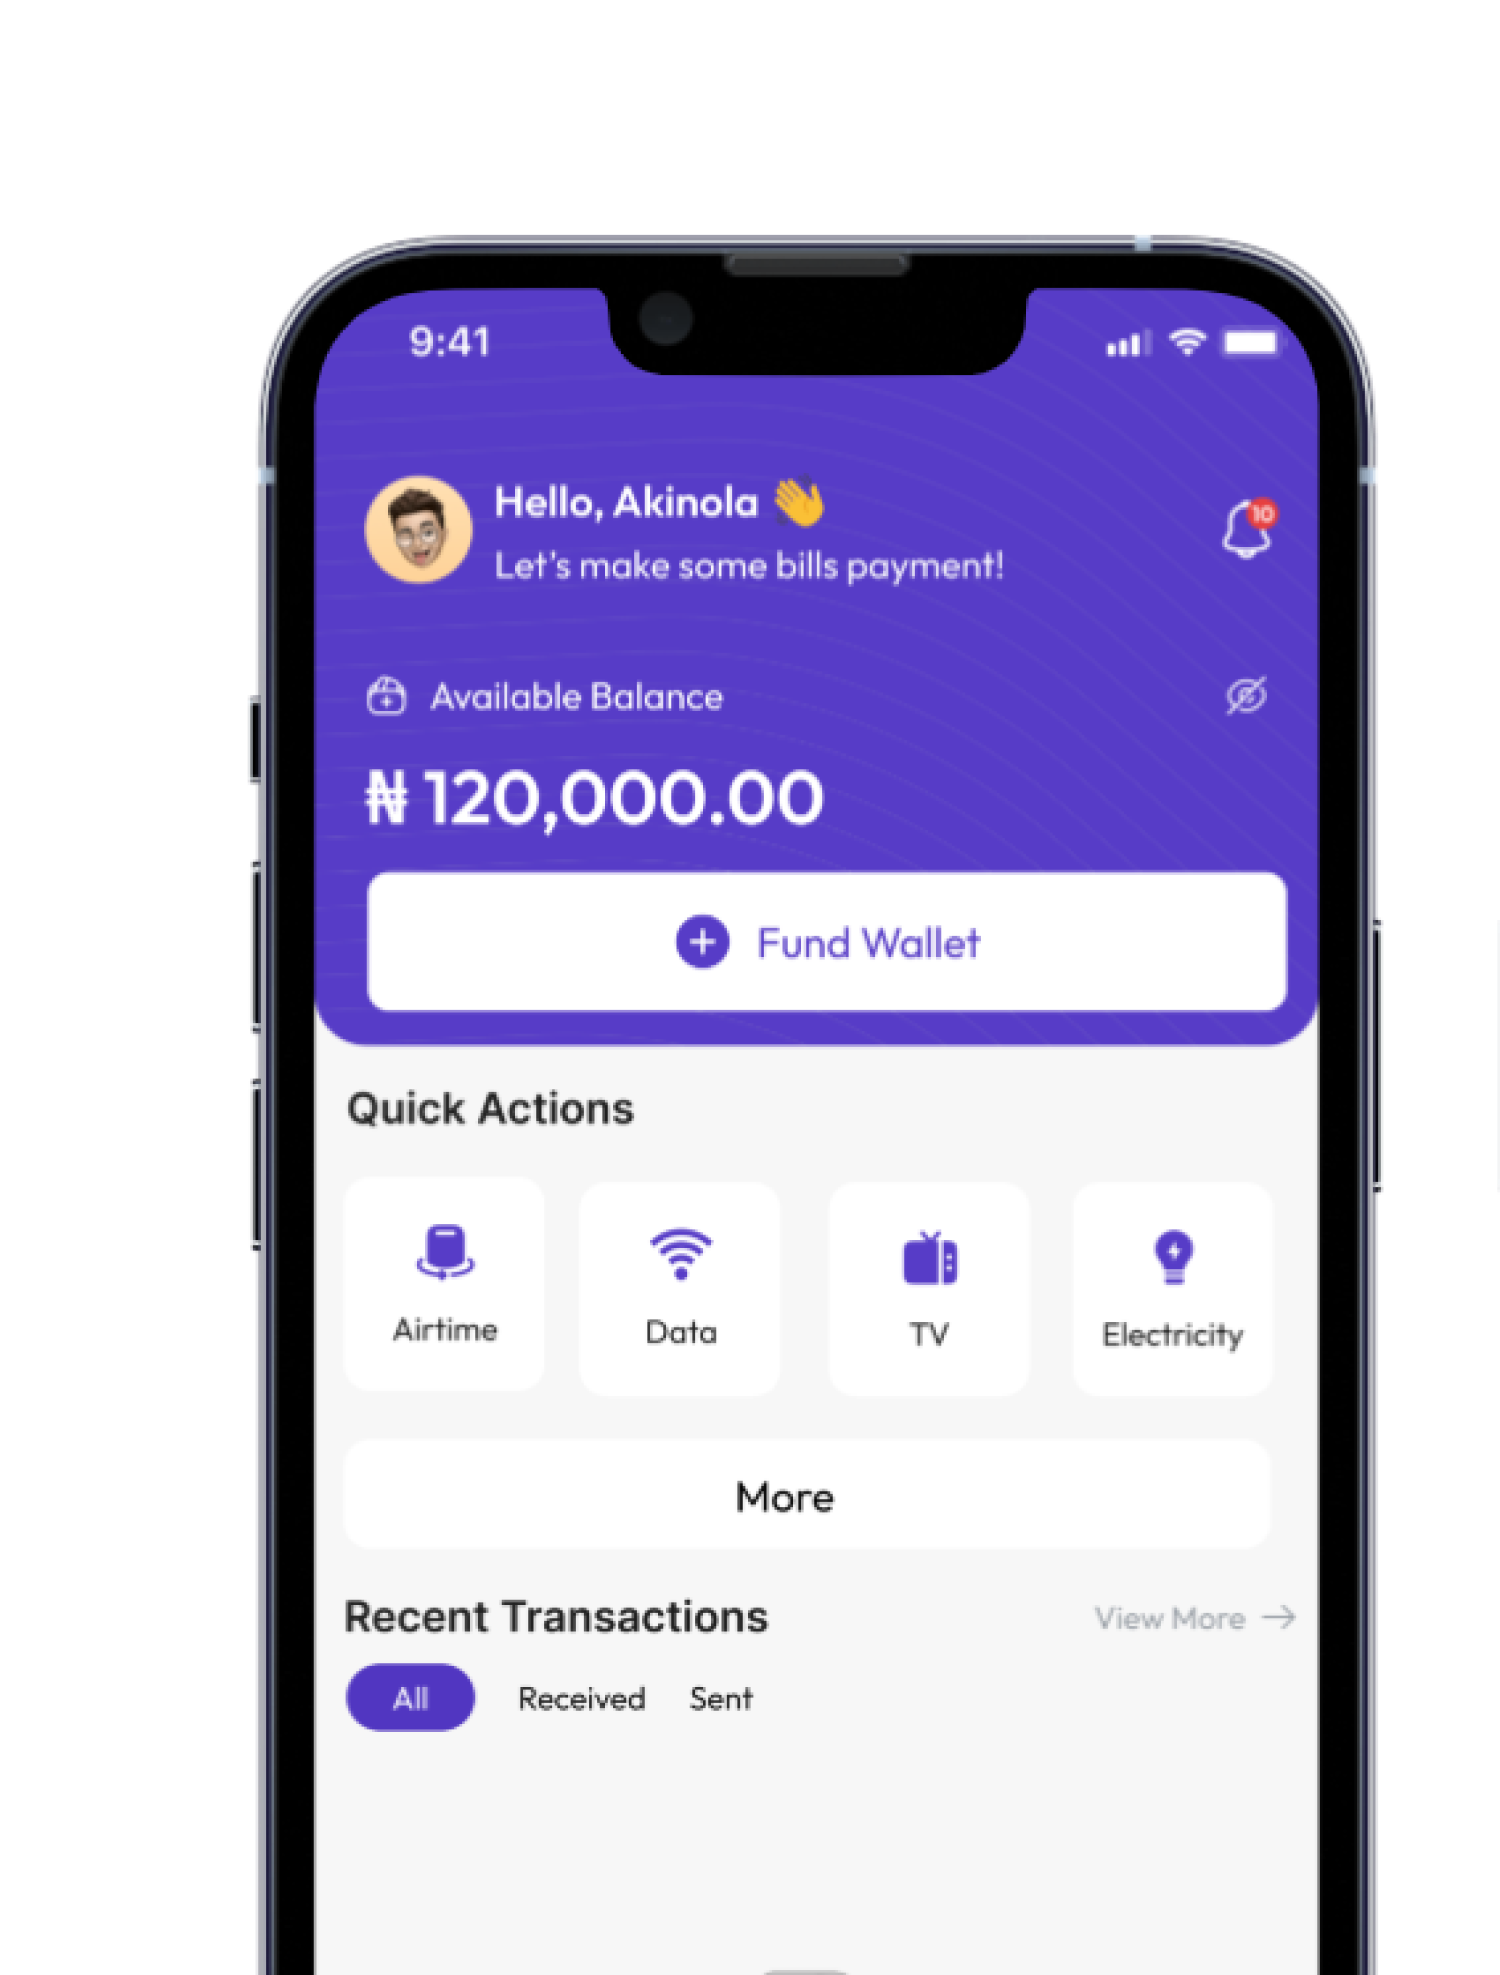 9:41
Hello, Akinola 👋
10
Let's make some bills payment!
Available Balance
₦ 120,000.00
Fund Wallet
Quick Actions
Airtime Data TV Electricity
More
Recent Transactions View More →
All Received Sent